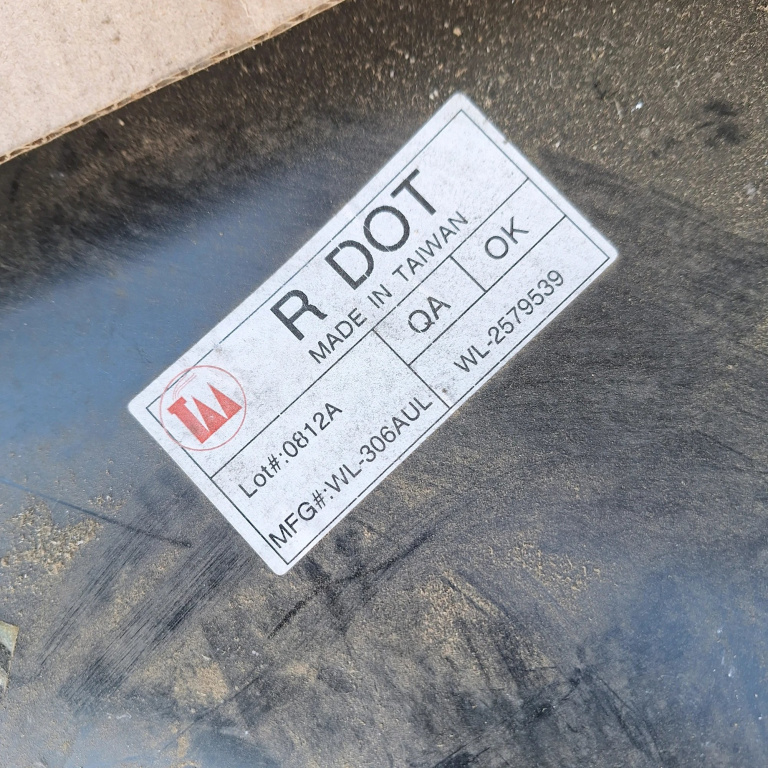 R DOT
MADE IN TAIWAN
QA OK
Lot#:0812A
WL-2579539
MFG#:WL-306AUL